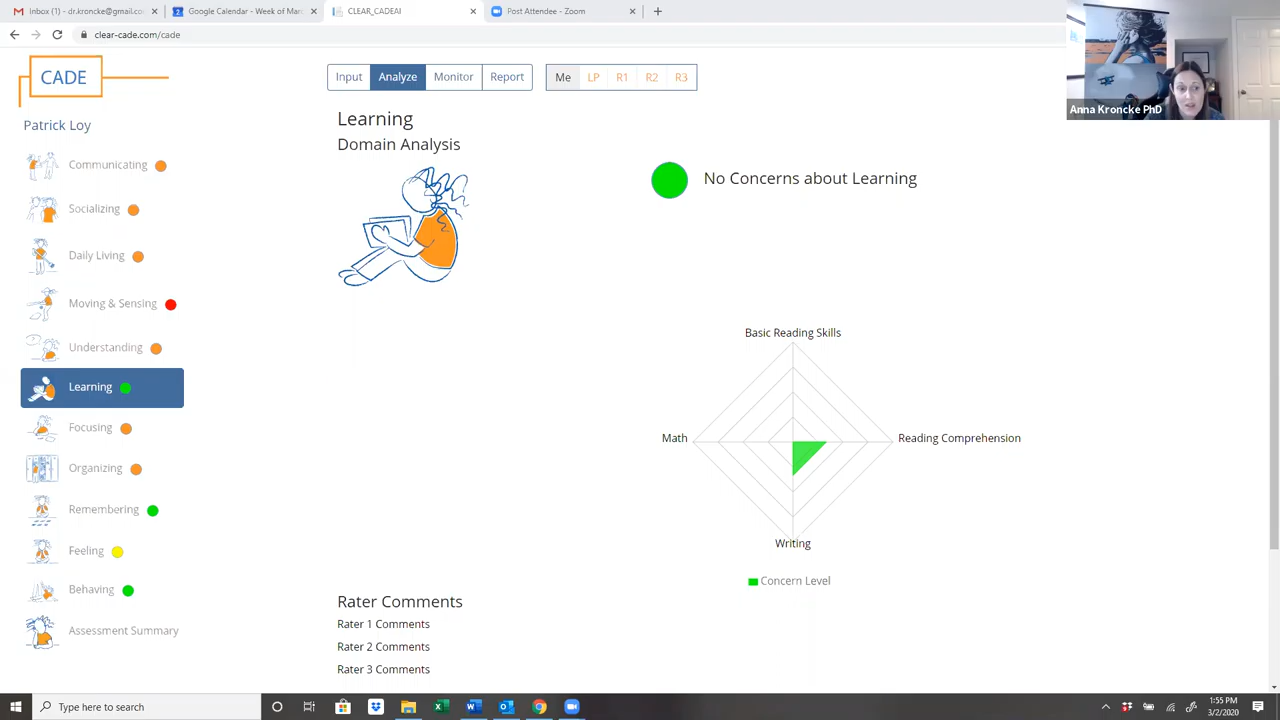 Inbox (1) - dr.kroncke@gmail.co
Google Calendar - Week of Mar
CLEAR_CADEAI
Post Attendee - Zoom
clear-cade.com/cade
Anna Kroncke PhD
CADE
Input
Analyze
Monitor
Report
Me
LP
R1
R2
R3
Patrick Loy
Communicating
Socializing
Daily Living
Moving & Sensing
Understanding
Learning
Focusing
Organizing
Remembering
Feeling
Behaving
Assessment Summary
Learning
Domain Analysis
No Concerns about Learning
Basic Reading Skills
Math
Reading Comprehension
Writing
Concern Level
Rater Comments
Rater 1 Comments
Rater 2 Comments
Rater 3 Comments
Type here to search
1:55 PM
3/2/2020